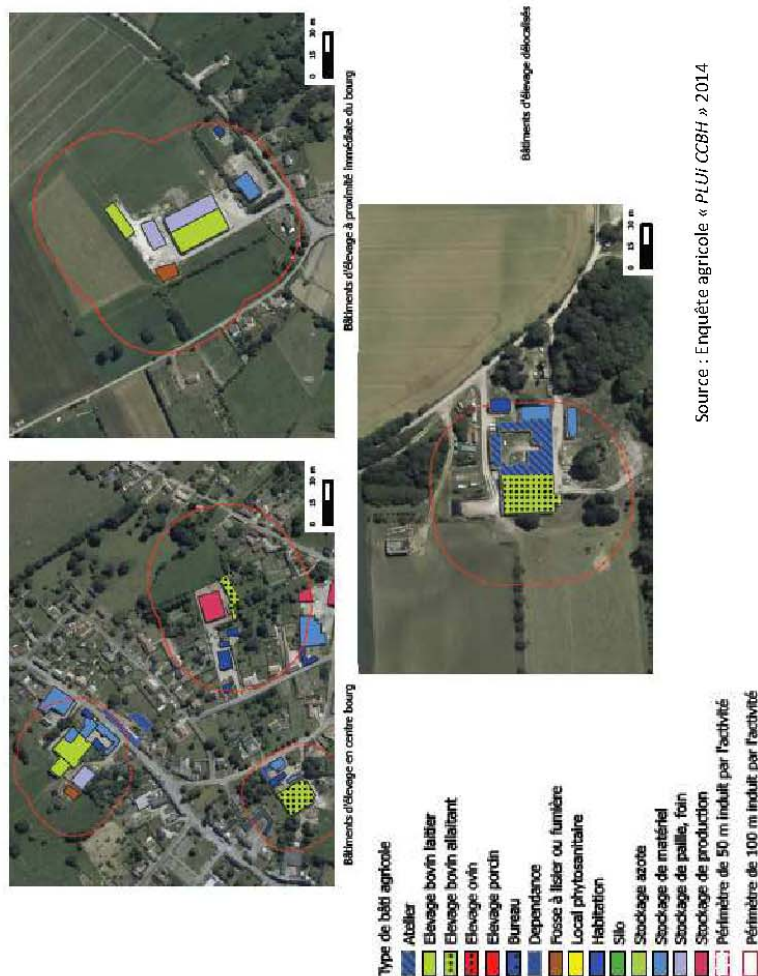 Bâtiments d'élevage en centre bourg
0 15 30 m
Bâtiments d'élevage à proximité immédiate du bourg
0 15 30 m
Type de bâti agricole
Atelier
Elevage bovin laitier
Elevage bovin allaitant
Elevage ovin
Elevage porcin
Bureau
Dependance
Fosse à lisier ou fumière
Local phytosanitaire
Habitation
Silo
Stockage azote
Stockage de matériel
Stockage de paille, foin
Stockage de production
Périmètre de 50 m induit par l'activité
Périmètre de 100 m induit par l'activité
0 15 30 m
Bâtiments d'élevage délocalisés
Source : Enquête agricole « PLUI CCBH » 2014